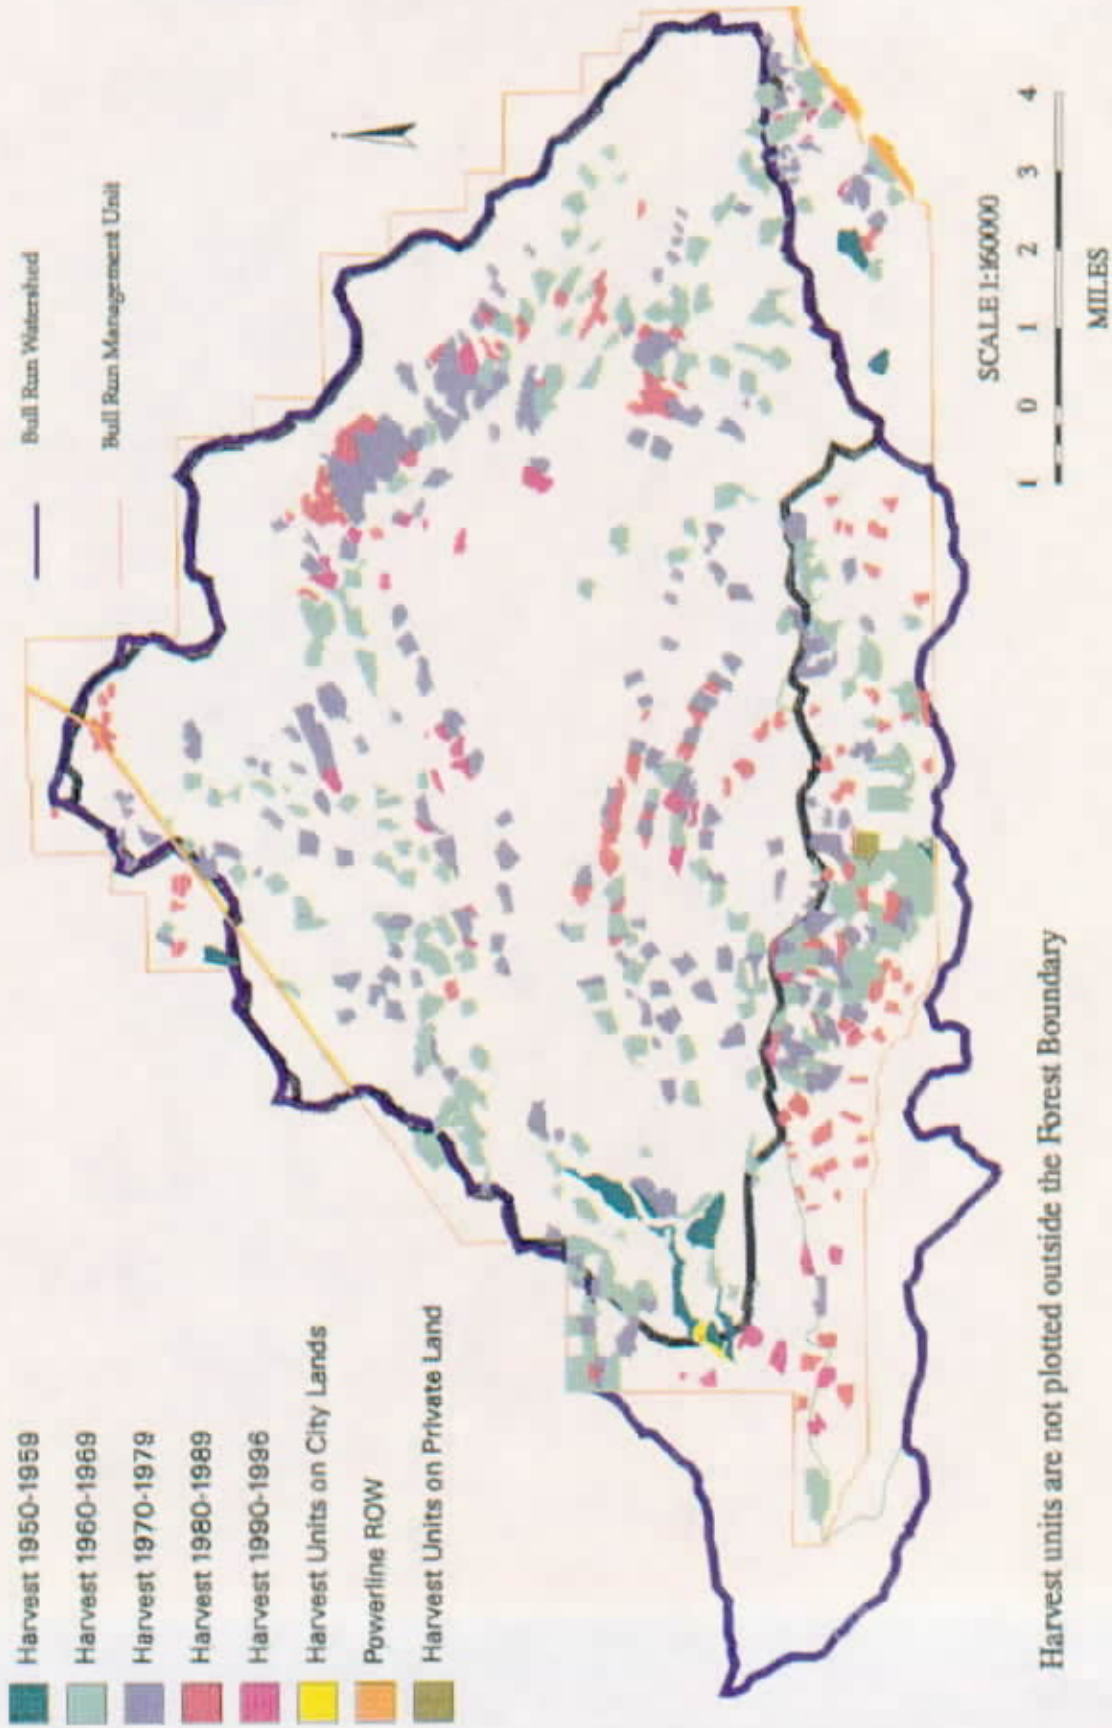 Harvest 1950-1959
Harvest 1960-1969
Harvest 1970-1979
Harvest 1980-1989
Harvest 1990-1996
Harvest Units on City Lands
Powerline ROW
Harvest Units on Private Land
Bull Run Watershed
Bull Run Management Unit
SCALE 1:160000
1 0 1 2 3 4
MILES
Harvest units are not plotted outside the Forest Boundary